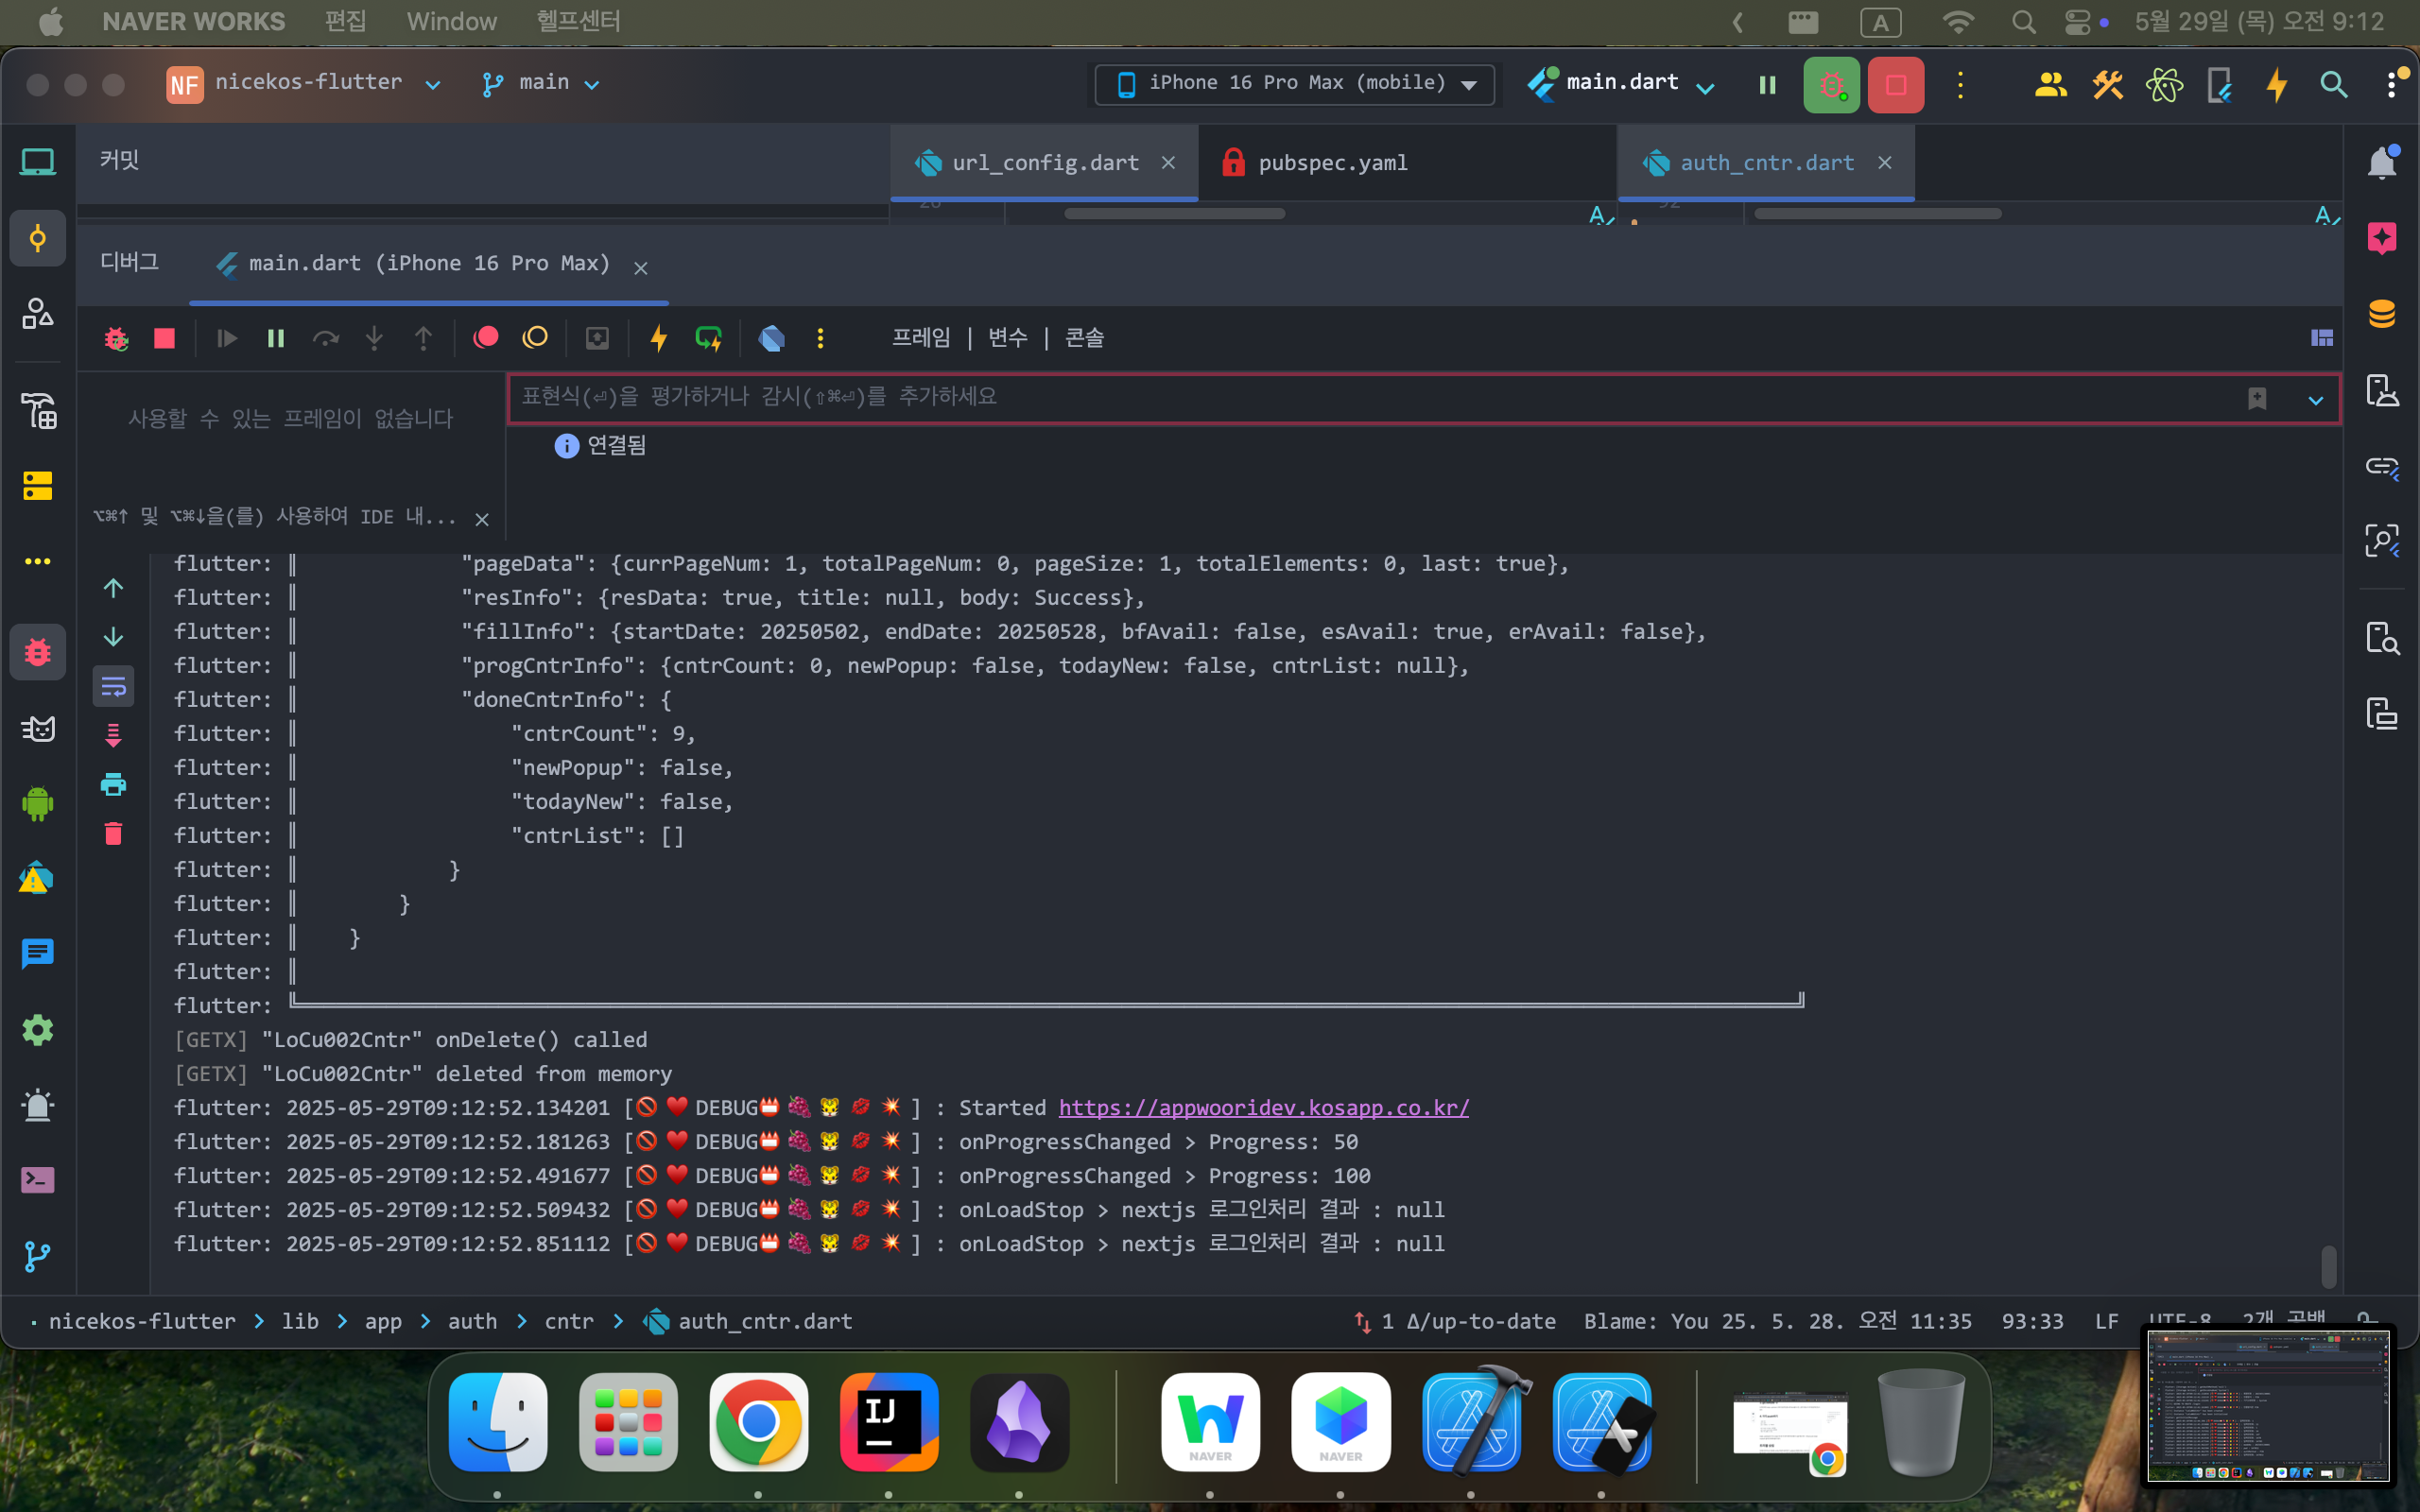 NAVER WORKS 편집 Window 헬프센터 A 5월 29일 (목) 오전 9:12
NF nicekos-flutter main iPhone 16 Pro Max (mobile) main.dart
커밋 url_config.dart pubspec.yaml auth_cntr.dart
디버그 main.dart (iPhone 16 Pro Max)
프레임 | 변수 | 콘솔
표현식(⏎)을 평가하거나 감시(⇧⌘⏎)를 추가하세요
사용할 수 있는 프레임이 없습니다
연결됨
⌥⌘↑ 및 ⌥⌘↓을(를) 사용하여 IDE 내...
flutter: ║ "pageData": {currPageNum: 1, totalPageNum: 0, pageSize: 1, totalElements: 0, last: true},
flutter: ║ "resInfo": {resData: true, title: null, body: Success},
flutter: ║ "fillInfo": {startDate: 20250502, endDate: 20250528, bfAvail: false, esAvail: true, erAvail: false},
flutter: ║ "progCntrInfo": {cntrCount: 0, newPopup: false, todayNew: false, cntrList: null},
flutter: ║ "doneCntrInfo": {
flutter: ║ "cntrCount": 9,
flutter: ║ "newPopup": false,
flutter: ║ "todayNew": false,
flutter: ║ "cntrList": []
flutter: ║ }
flutter: ║ }
flutter: ║ }
flutter: ║
flutter: ╚╝
[GETX] "LoCu002Cntr" onDelete() called
[GETX] "LoCu002Cntr" deleted from memory
flutter: 2025-05-29T09:12:52.134201 [🚫 ♥️ DEBUG📛 🍇 🐯 💋 💥 ] : Started https://appwooridev.kosapp.co.kr/
flutter: 2025-05-29T09:12:52.181263 [🚫 ♥️ DEBUG📛 🍇 🐯 💋 💥 ] : onProgressChanged > Progress: 50
flutter: 2025-05-29T09:12:52.491677 [🚫 ♥️ DEBUG📛 🍇 🐯 💋 💥 ] : onProgressChanged > Progress: 100
flutter: 2025-05-29T09:12:52.509432 [🚫 ♥️ DEBUG📛 🍇 🐯 💋 💥 ] : onLoadStop > nextjs 로그인처리 결과 : null
flutter: 2025-05-29T09:12:52.851112 [🚫 ♥️ DEBUG📛 🍇 🐯 💋 💥 ] : onLoadStop > nextjs 로그인처리 결과 : null
nicekos-flutter > lib > app > auth > cntr > auth_cntr.dart 1 ∆/up-to-date Blame: You 25. 5. 28. 오전 11:35 93:33 LF UTF-8 2개 공백
IJ
NAVER NAVER